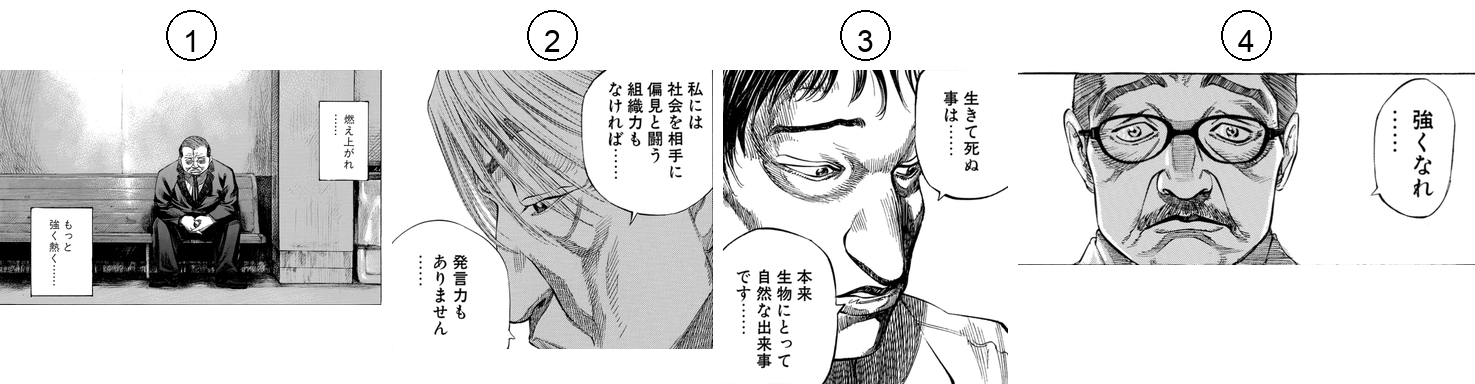 1
燃え上がれ
……
もっと
強く熱く……
2
私には
社会を相手に
偏見と闘う
組織力も
なければ……
発言力も
ありません
……
3
生きて死ぬ
事は……
本来
生物にとって
自然な出来事
です……
4
強くなれ
……